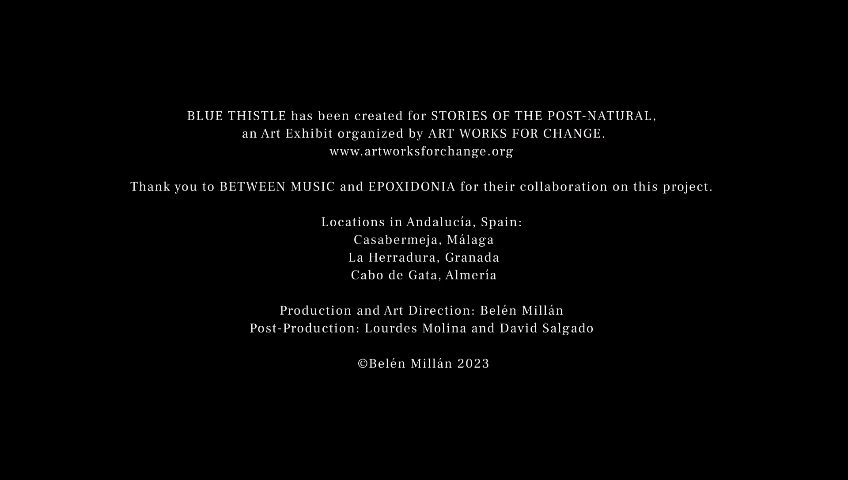 BLUE THISTLE has been created for STORIES OF THE POST-NATURAL,
an Art Exhibit organized by ART WORKS FOR CHANGE.
www.artworksforchange.org
Thank you to BETWEEN MUSIC and EPOXIDONIA for their collaboration on this project.
Locations in Andalucía, Spain:
Casabermeja, Málaga
La Herradura, Granada
Cabo de Gata, Almería
Production and Art Direction: Belén Millán
Post-Production: Lourdes Molina and David Salgado
©Belén Millán 2023